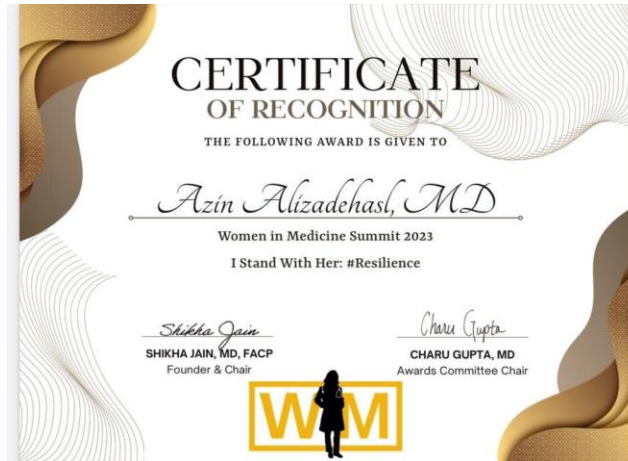 CERTIFICATE
OF RECOGNITION
THE FOLLOWING AWARD IS GIVEN TO
Azin Alizadehasl, MD
Women in Medicine Summit 2023
I Stand With Her: #Resilience
Shikha Jain
SHIKHA JAIN, MD, FACP
Founder & Chair
Charu Gupta
CHARU GUPTA, MD
Awards Committee Chair
WIM